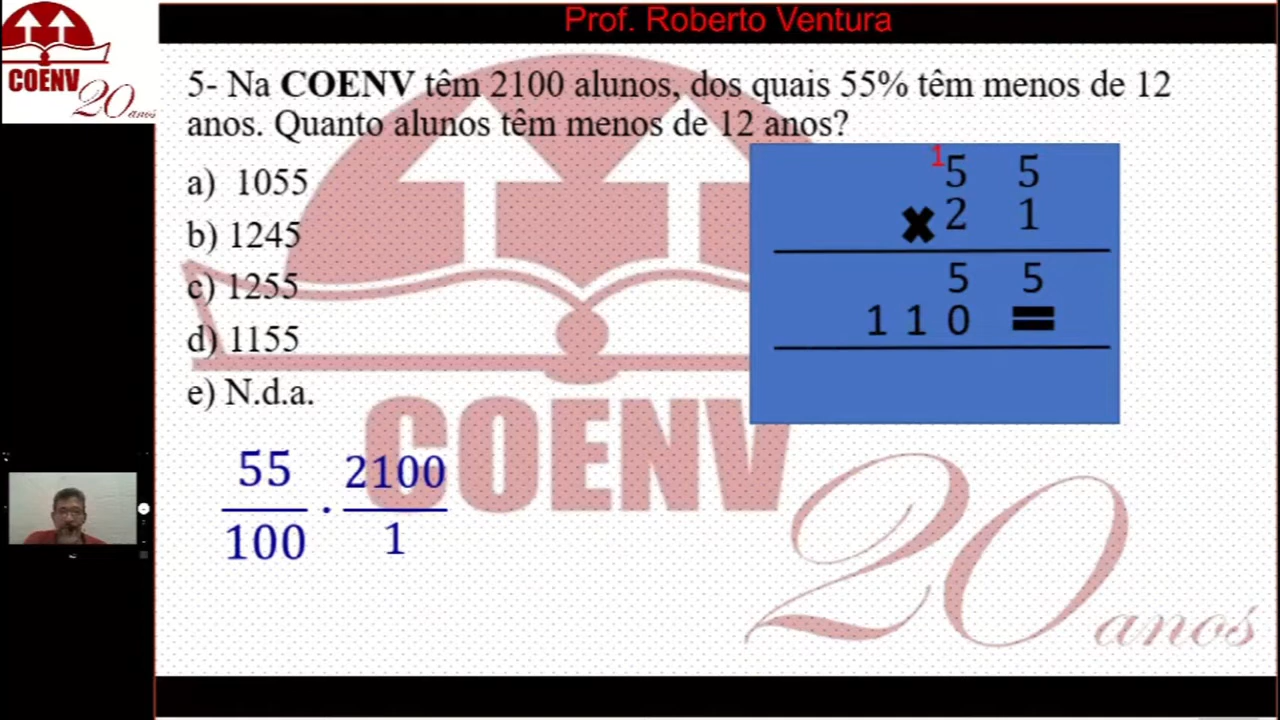 Prof. Roberto Ventura
COENV
20 anos
5- Na COENV têm 2100 alunos, dos quais 55% têm menos de 12
anos. Quanto alunos têm menos de 12 anos?
a) 1055
b) 1245
c) 1255
d) 1155
e) N.d.a.
1
5 5
× 2 1
5 5
1 1 0 =
55 2100
100 · 1
COENV
20 anos